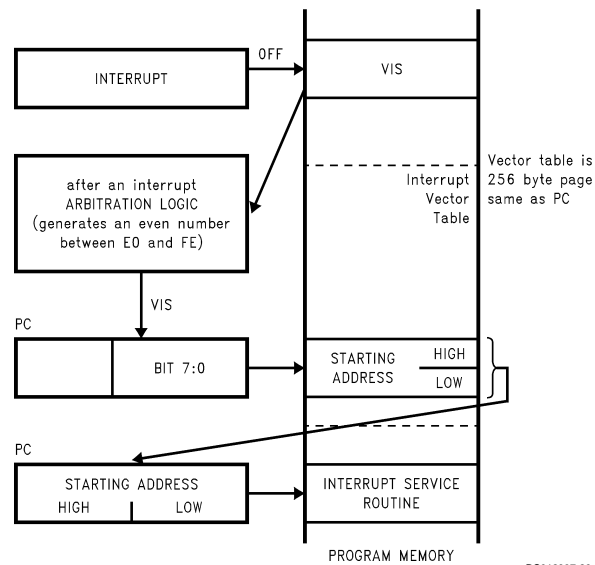 INTERRUPT
OFF
VIS
after an interrupt
ARBITRATION LOGIC
(generates an even number
between E0 and FE)
Interrupt
Vector
Table
Vector table is
256 byte page
same as PC
VIS
PC
BIT 7:0
STARTING
ADDRESS
HIGH
LOW
PC
STARTING ADDRESS
HIGH
LOW
INTERRUPT SERVICE
ROUTINE
PROGRAM MEMORY